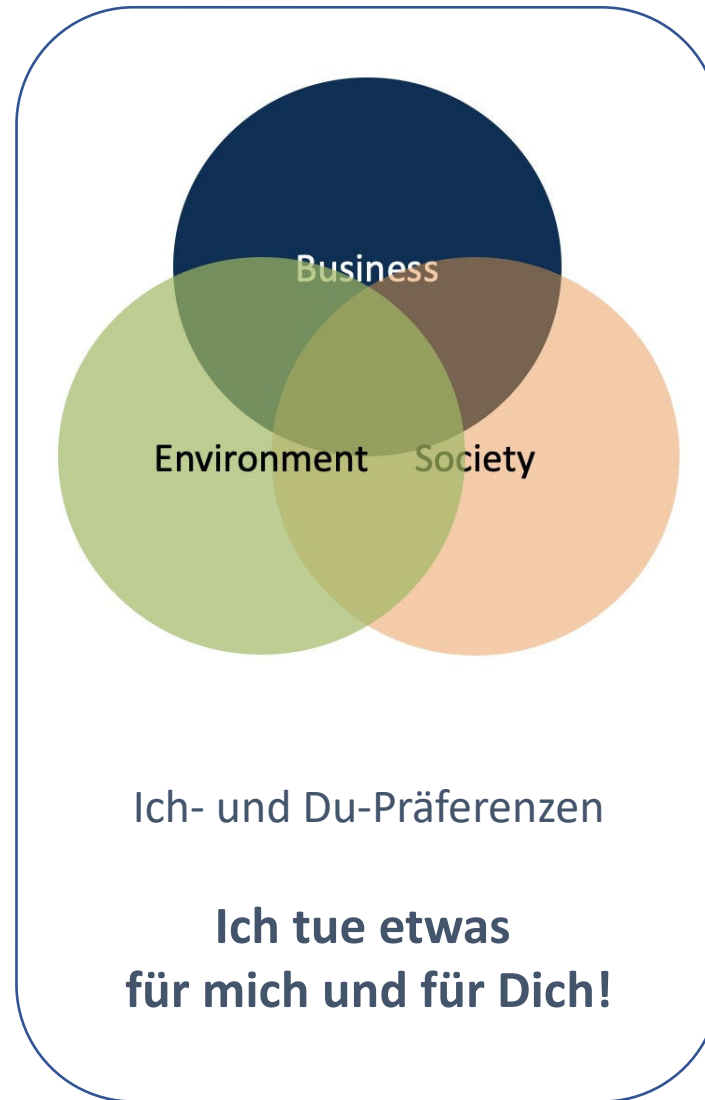 Business
Environment Society
Ich- und Du-Präferenzen
Ich tue etwas
für mich und für Dich!